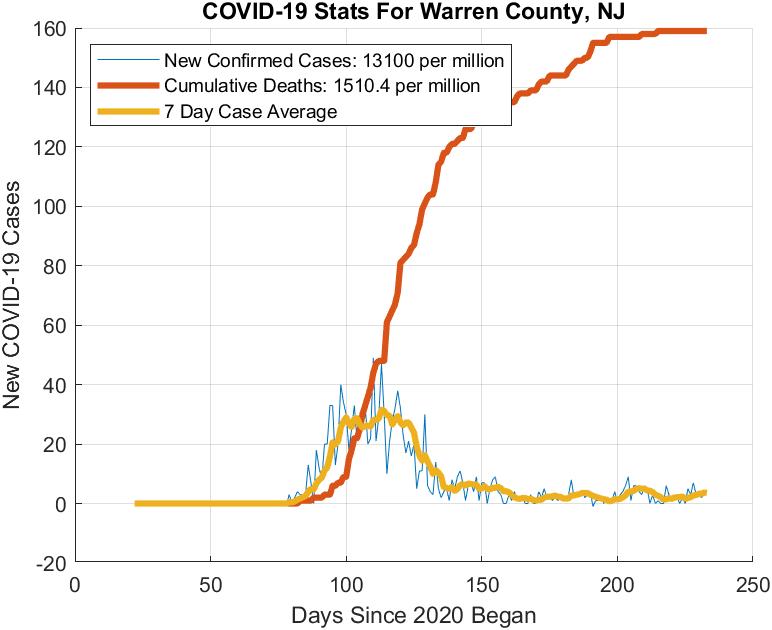 COVID-19 Stats For Warren County, NJ
160
New Confirmed Cases: 13100 per million
Cumulative Deaths: 1510.4 per million
7 Day Case Average
140
120
100
80
60
40
20
0
-20
New COVID-19 Cases
0 50 100 150 200 250
Days Since 2020 Began